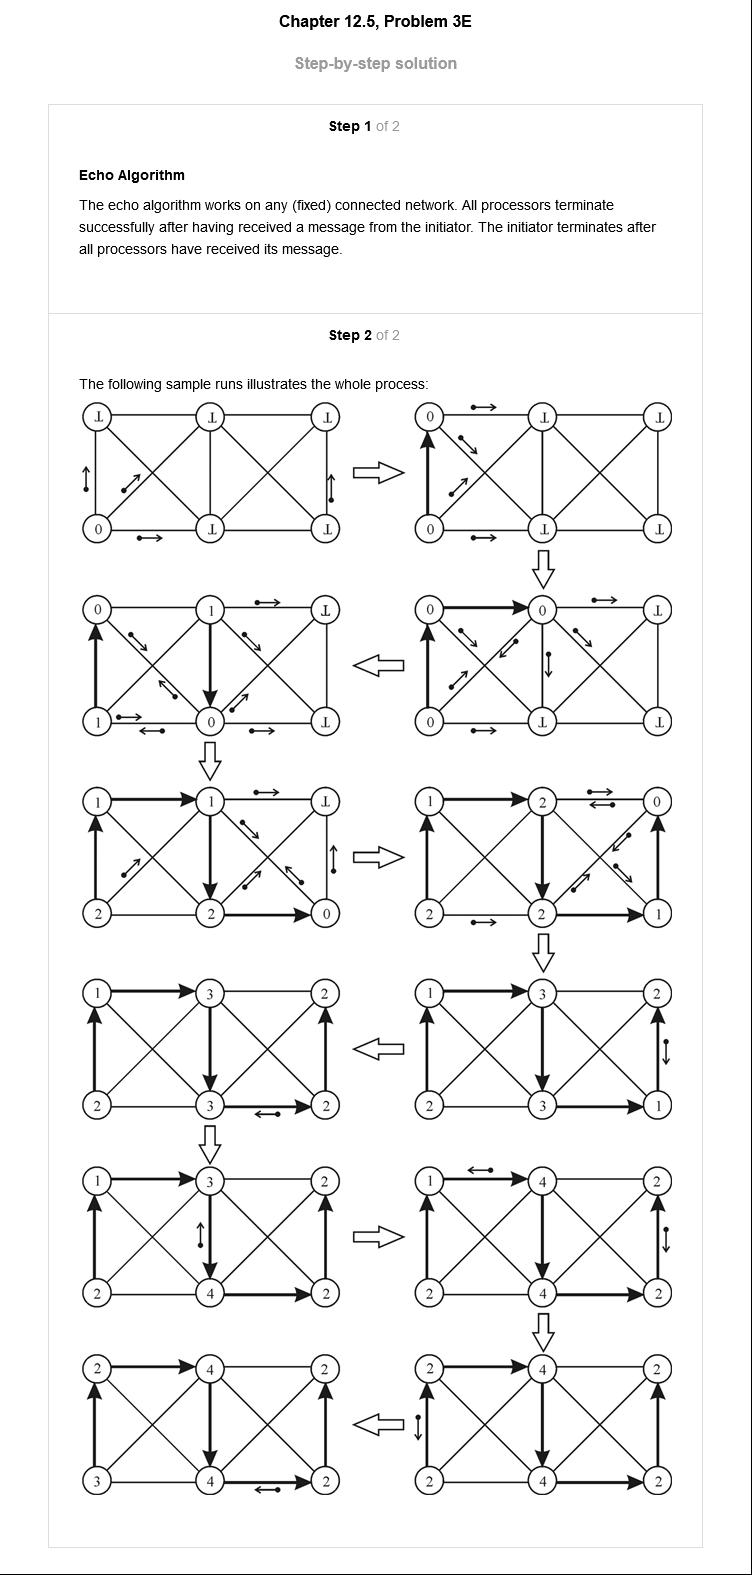 Chapter 12.5, Problem 3E
Step-by-step solution
Step 1 of 2
Echo Algorithm
The echo algorithm works on any (fixed) connected network. All processors terminate
successfully after having received a message from the initiator. The initiator terminates after
all processors have received its message.
Step 2 of 2
The following sample runs illustrates the whole process:
⊥ ⊥ ⊥ 0 ⊥ ⊥
0 ⊥ ⊥ 0 ⊥ ⊥
0 1 ⊥ 0 0 ⊥
1 0 ⊥ 0 ⊥ ⊥
1 1 ⊥ 1 2 0
2 2 0 2 2 1
1 3 2 1 3 2
2 3 2 2 3 1
1 3 2 1 4 2
2 4 2 2 4 2
2 4 2 2 4 2
3 4 2 2 4 2